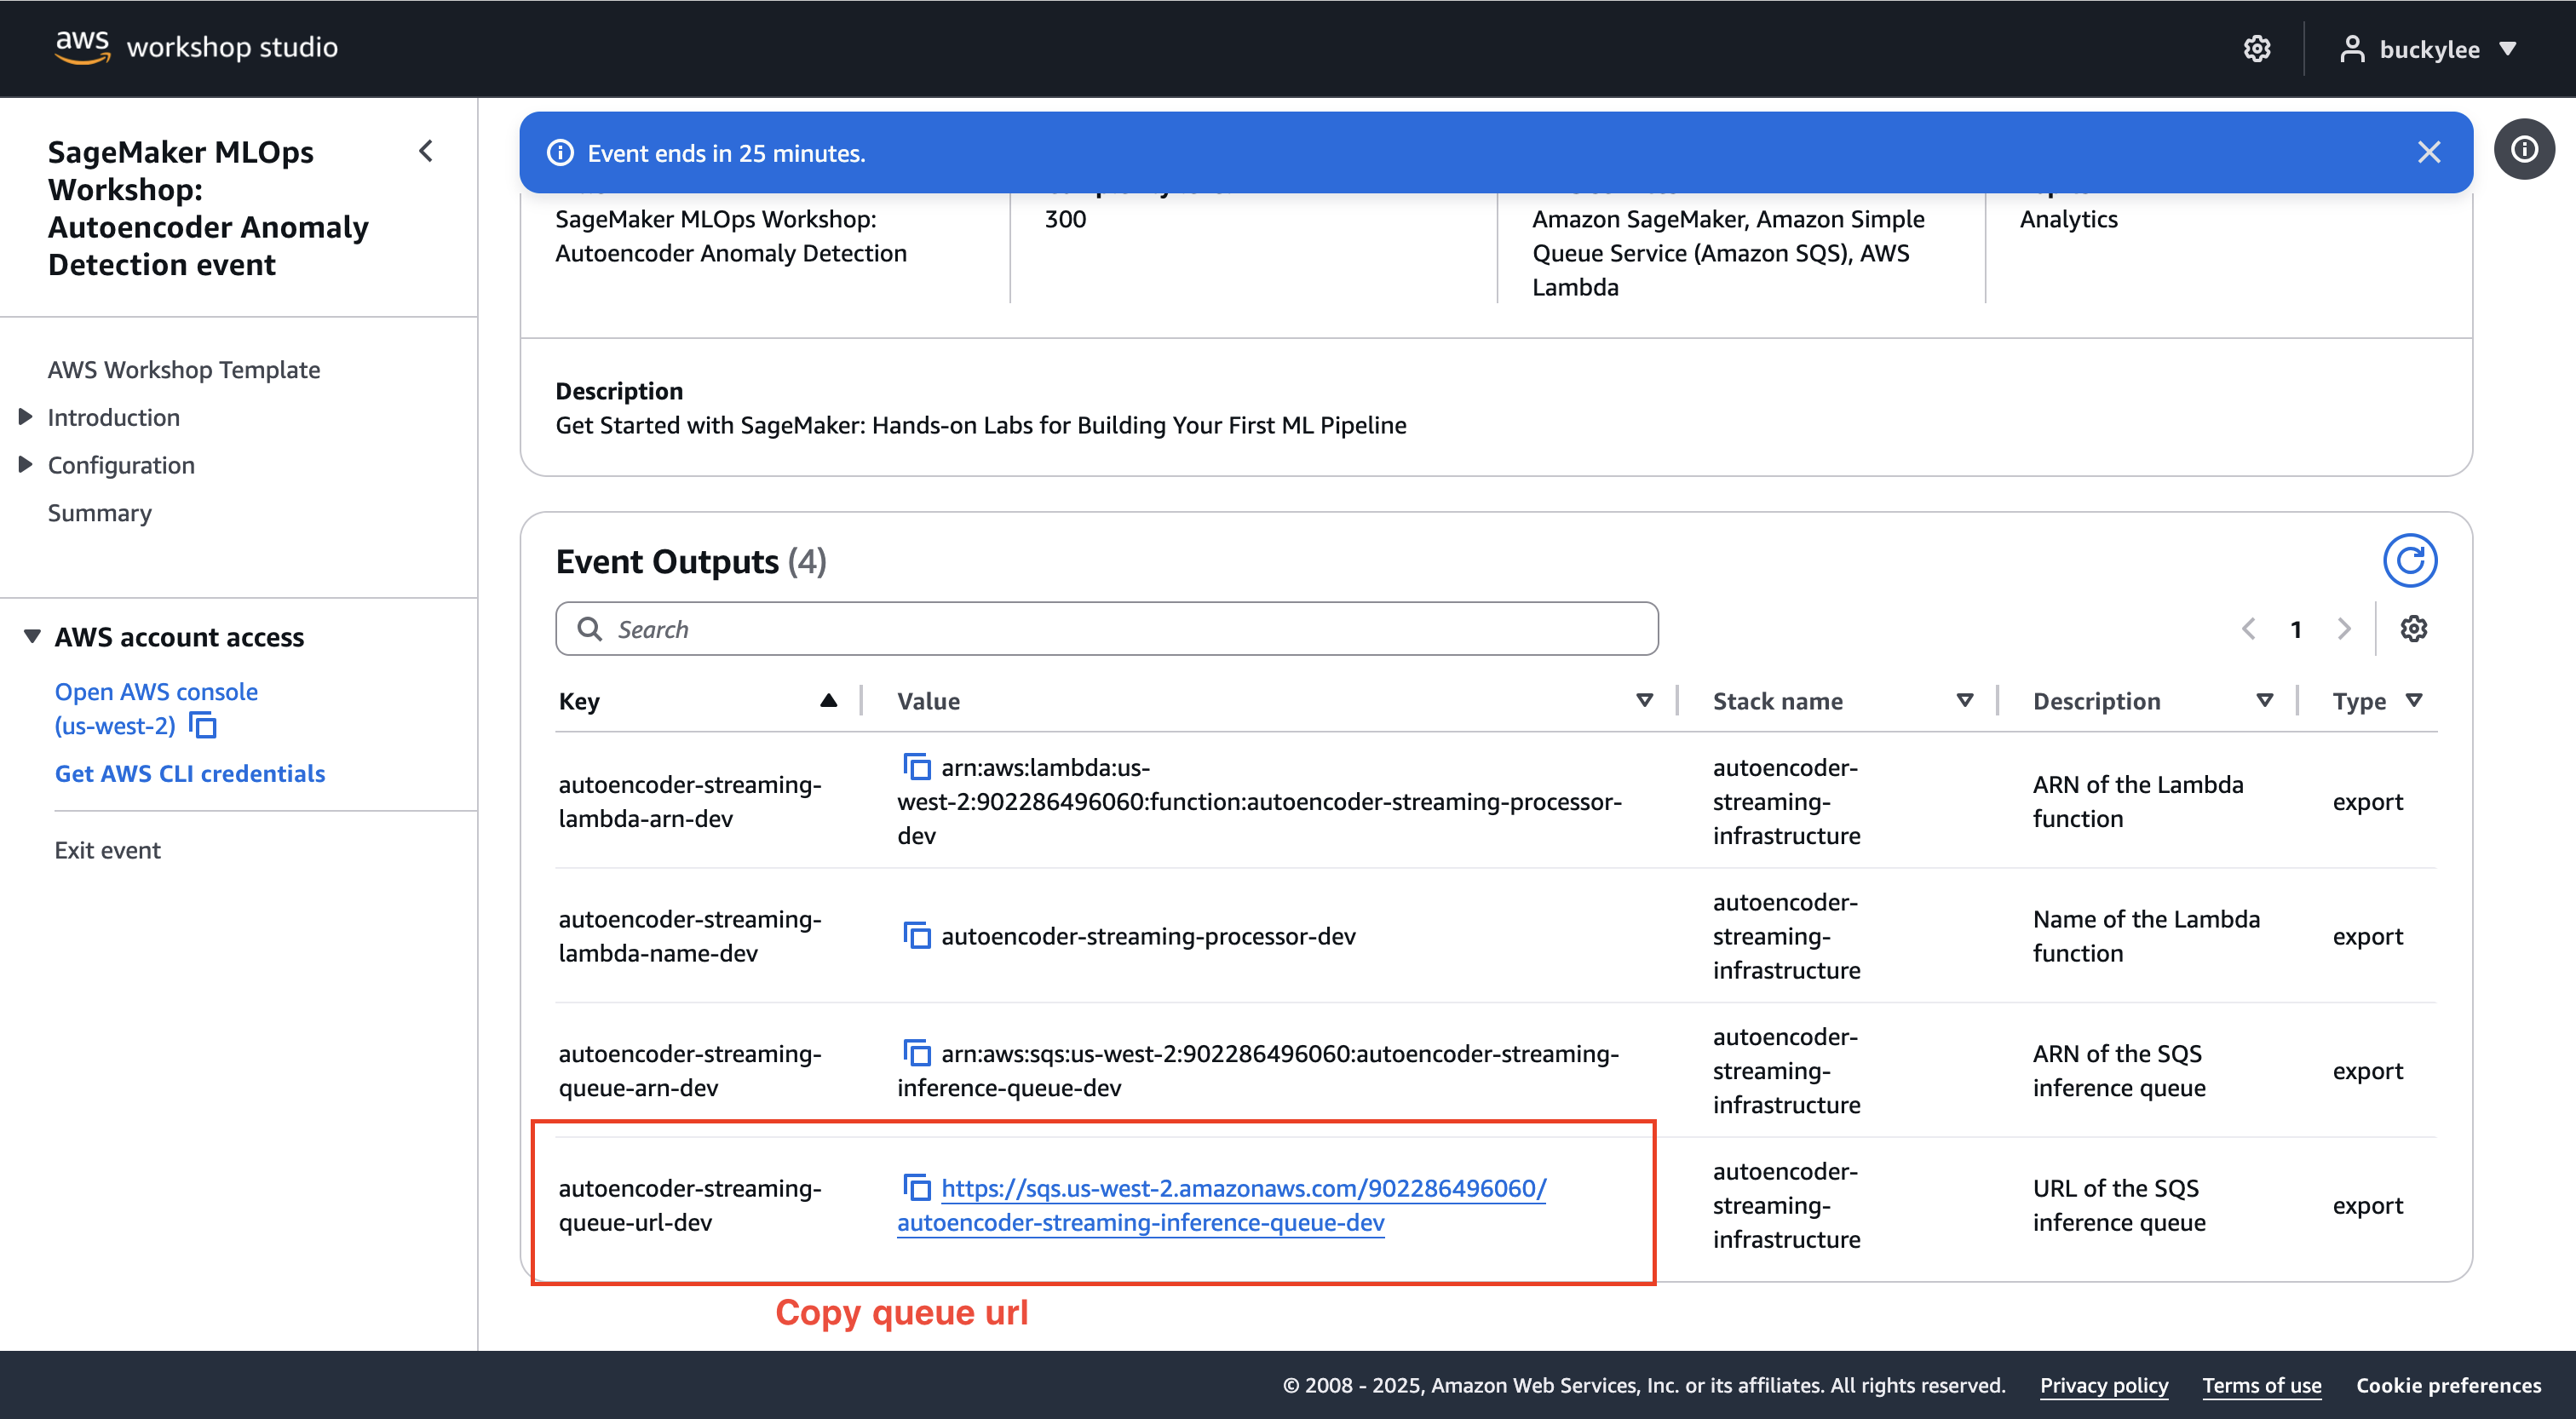 aws workshop studio
buckylee
SageMaker MLOps
Workshop:
Autoencoder Anomaly
Detection event
AWS Workshop Template
Introduction
Configuration
Summary
AWS account access
Open AWS console
(us-west-2)
Get AWS CLI credentials
Exit event
Event ends in 25 minutes.
SageMaker MLOps Workshop:
Autoencoder Anomaly Detection
300
Amazon SageMaker, Amazon Simple
Queue Service (Amazon SQS), AWS
Lambda
Analytics
Description
Get Started with SageMaker: Hands-on Labs for Building Your First ML Pipeline
Event Outputs (4)
Search
1
Key
Value
Stack name
Description
Type
autoencoder-streaming-
lambda-arn-dev
arn:aws:lambda:us-
west-2:902286496060:function:autoencoder-streaming-processor-
dev
autoencoder-
streaming-
infrastructure
ARN of the Lambda
function
export
autoencoder-streaming-
lambda-name-dev
autoencoder-streaming-processor-dev
autoencoder-
streaming-
infrastructure
Name of the Lambda
function
export
autoencoder-streaming-
queue-arn-dev
arn:aws:sqs:us-west-2:902286496060:autoencoder-streaming-
inference-queue-dev
autoencoder-
streaming-
infrastructure
ARN of the SQS
inference queue
export
autoencoder-streaming-
queue-url-dev
https://sqs.us-west-2.amazonaws.com/902286496060/
autoencoder-streaming-inference-queue-dev
autoencoder-
streaming-
infrastructure
URL of the SQS
inference queue
export
Copy queue url
© 2008 - 2025, Amazon Web Services, Inc. or its affiliates. All rights reserved.
Privacy policy
Terms of use
Cookie preferences